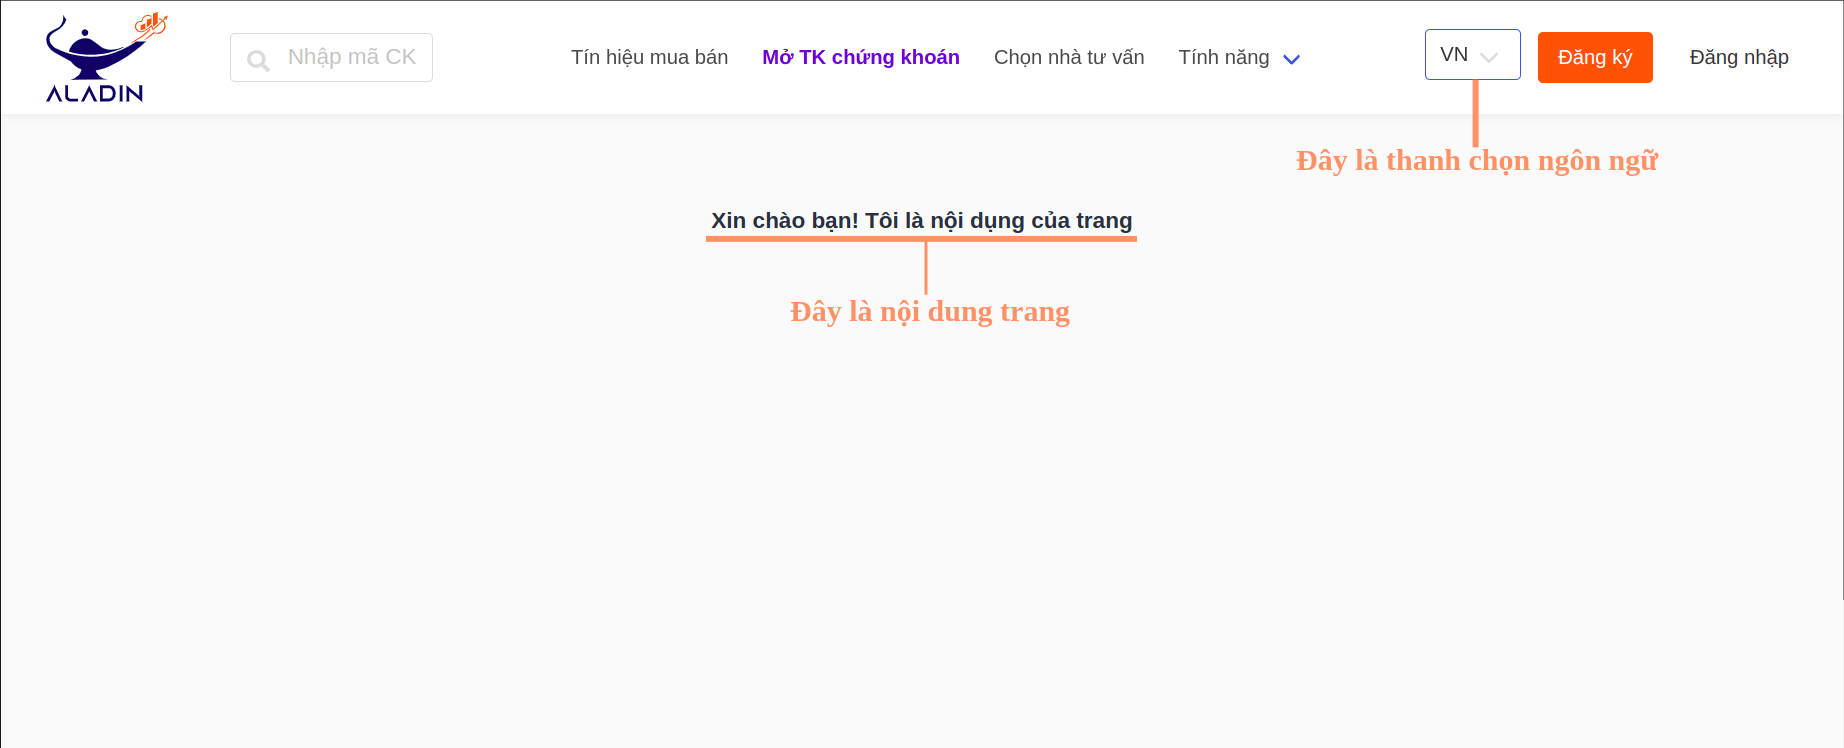 ALADIN
Nhập mã CK
Tín hiệu mua bán
Mở TK chứng khoán
Chọn nhà tư vấn
Tính năng
VN
Đăng ký
Đăng nhập
Đây là thanh chọn ngôn ngữ
Xin chào bạn! Tôi là nội dụng của trang
Đây là nội dung trang